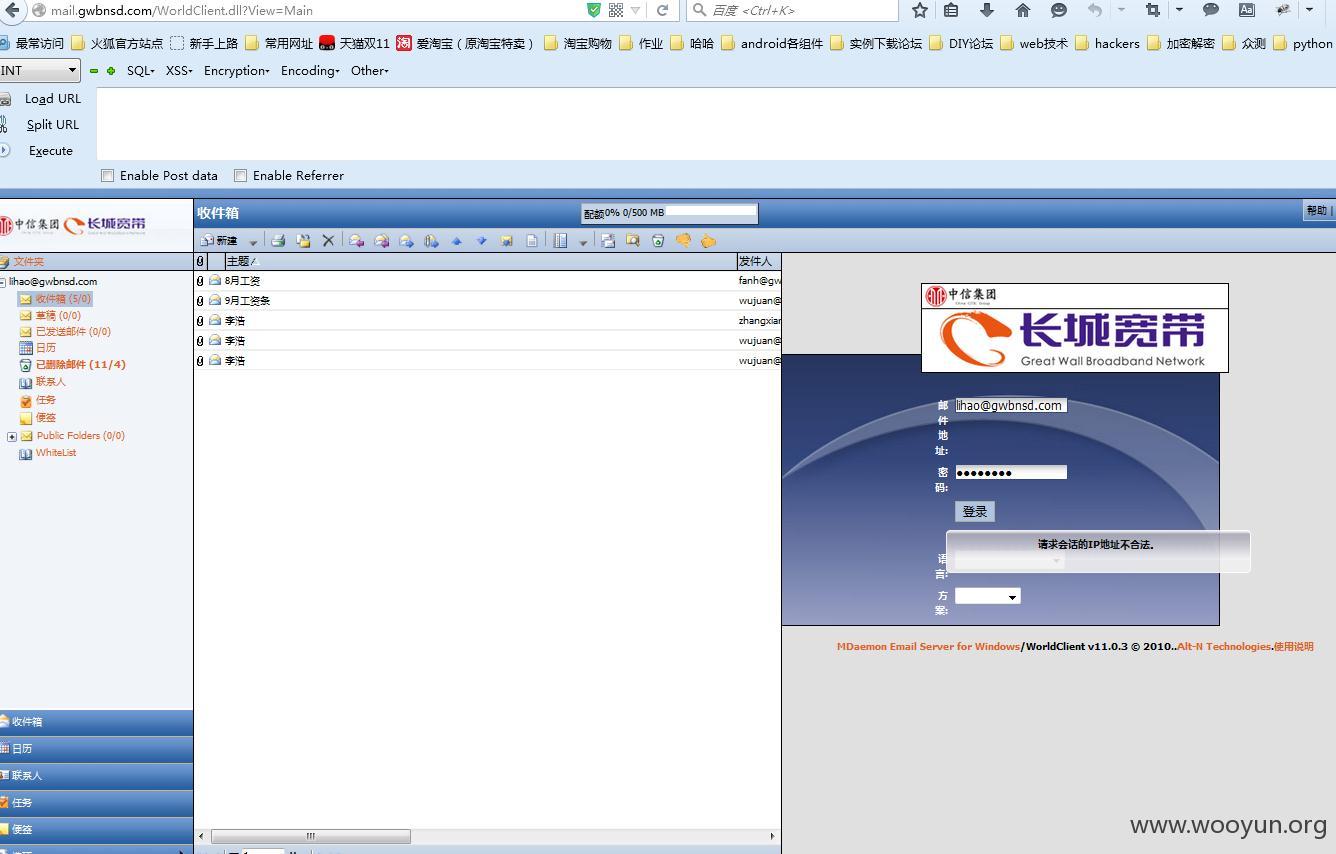 mail.gwbnsd.com/WorldClient.dll?View=Main
百度 <Ctrl+K>
最常访问 火狐官方站点 新手上路 常用网址 天猫双11 爱淘宝（原淘宝特卖） 淘宝购物 作业 哈哈 android各组件 实例下载论坛 DIY论坛 web技术 hackers 加密解密 众测 python
INT SQL XSS Encryption Encoding Other
Load URL
Split URL
Execute
Enable Post data Enable Referrer
中信集团 长城宽带
收件箱 配额0% 0/500 MB 帮助
新建
文件夹 主题 发件人
lihao@gwbnsd.com
收件箱 (5/0)
草稿 (0/0)
已发送邮件 (0/0)
日历
已删除邮件 (11/4)
联系人
任务
便签
Public Folders (0/0)
WhiteList
8月工资 fanh@gw
9月工资条 wujuan@
李浩 zhangxiar
李浩 wujuan@
李浩 wujuan@
中信集团
长城宽带
Great Wall Broadband Network
邮件地址: lihao@gwbnsd.com
密码:
登录
请求会话的IP地址不合法。
语言:
方案:
MDaemon Email Server for Windows/WorldClient v11.0.3 © 2010..Alt-N Technologies.使用说明
收件箱
日历
联系人
任务
便签
www.wooyun.org